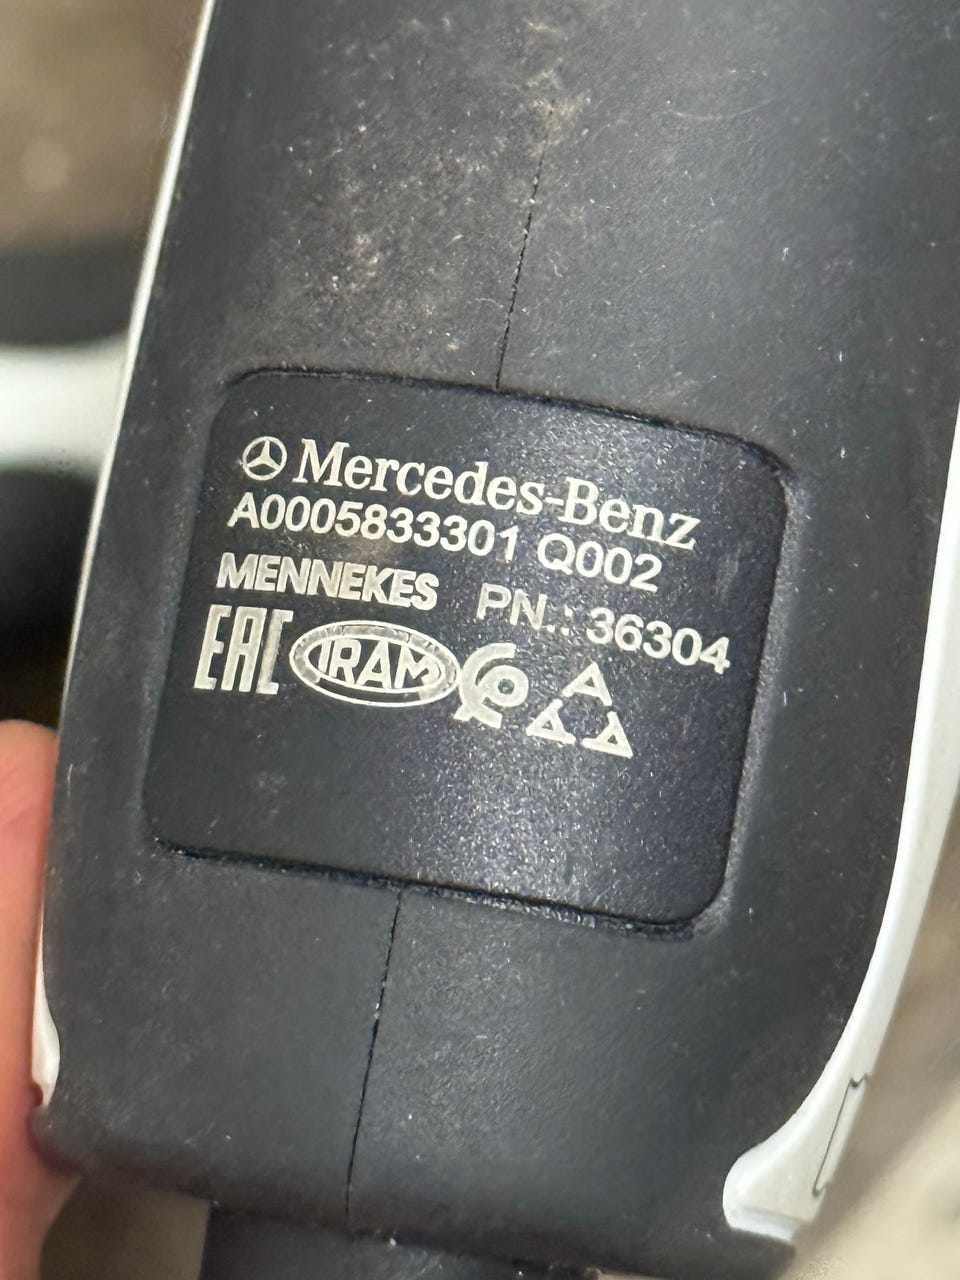 Mercedes-Benz
A0005833301 Q002
MENNEKES PN.: 36304
EAC IRAM